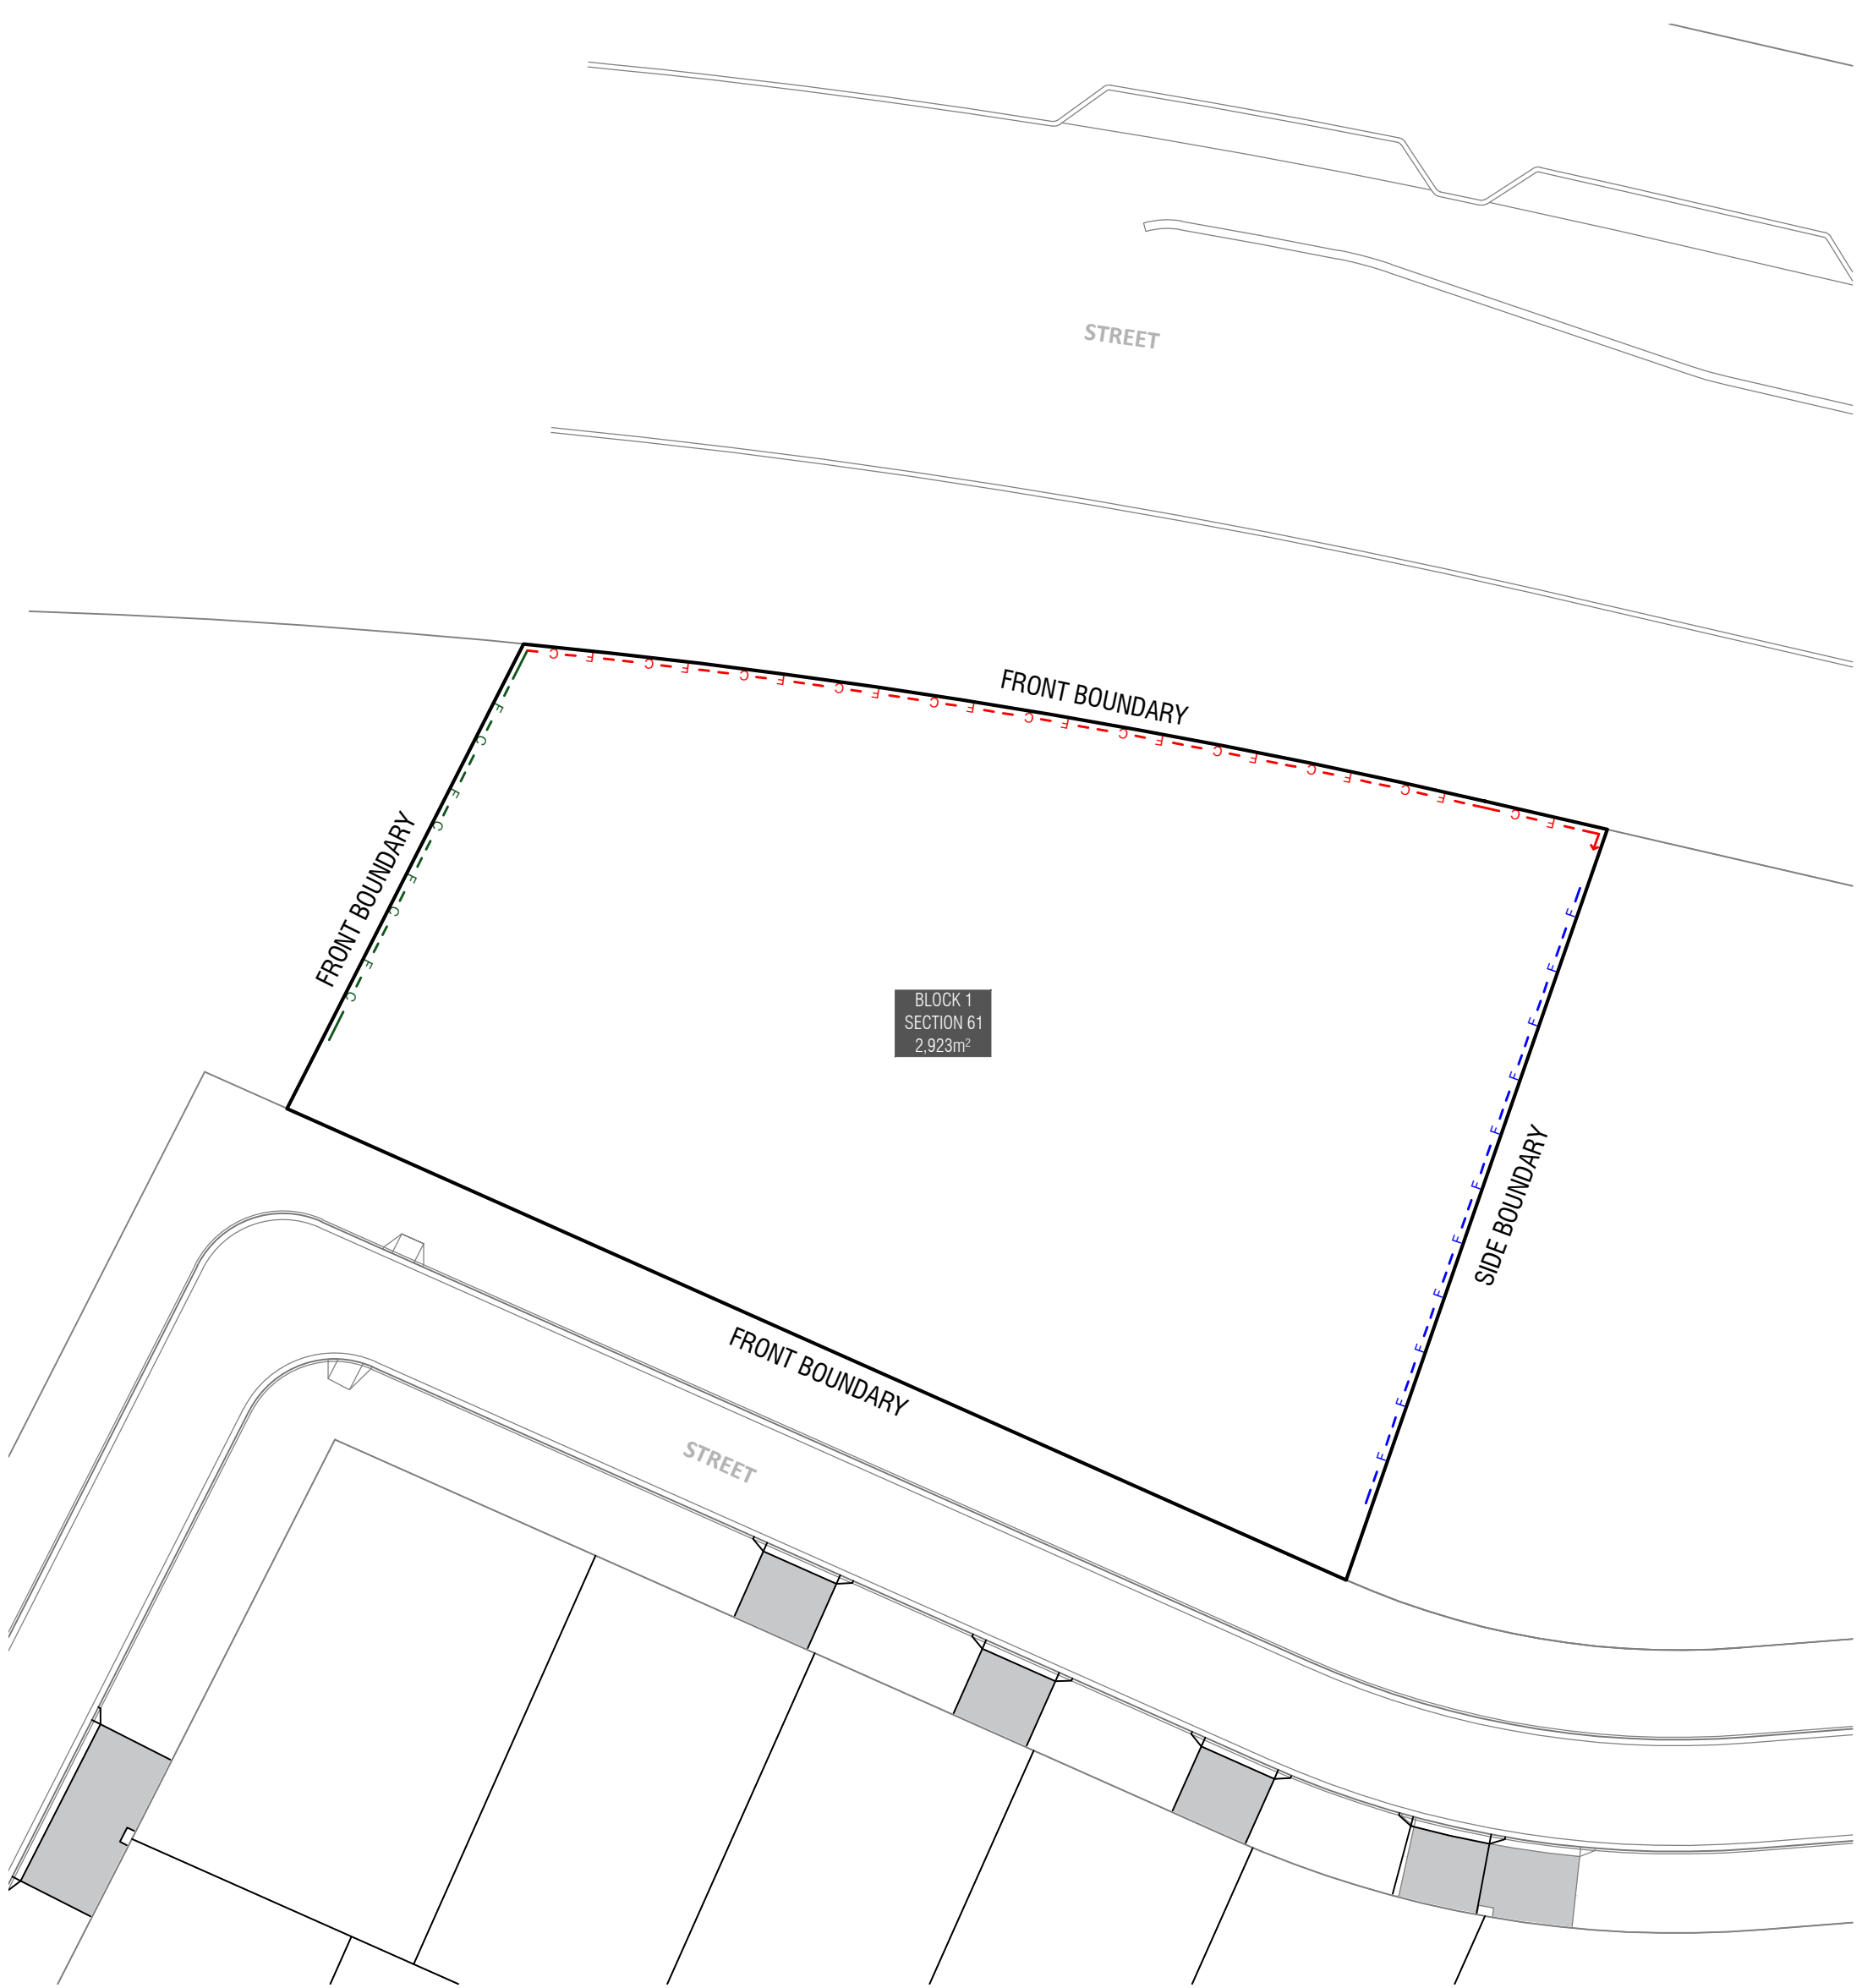 STREET
FRONT BOUNDARY
C F C F C F C F C F C F C F C F C F C F C F
F C F C F C F C
FRONT BOUNDARY
F F F F F F F F F F F
BLOCK 1
SECTION 61
2,923m²
SIDE BOUNDARY
FRONT BOUNDARY
STREET